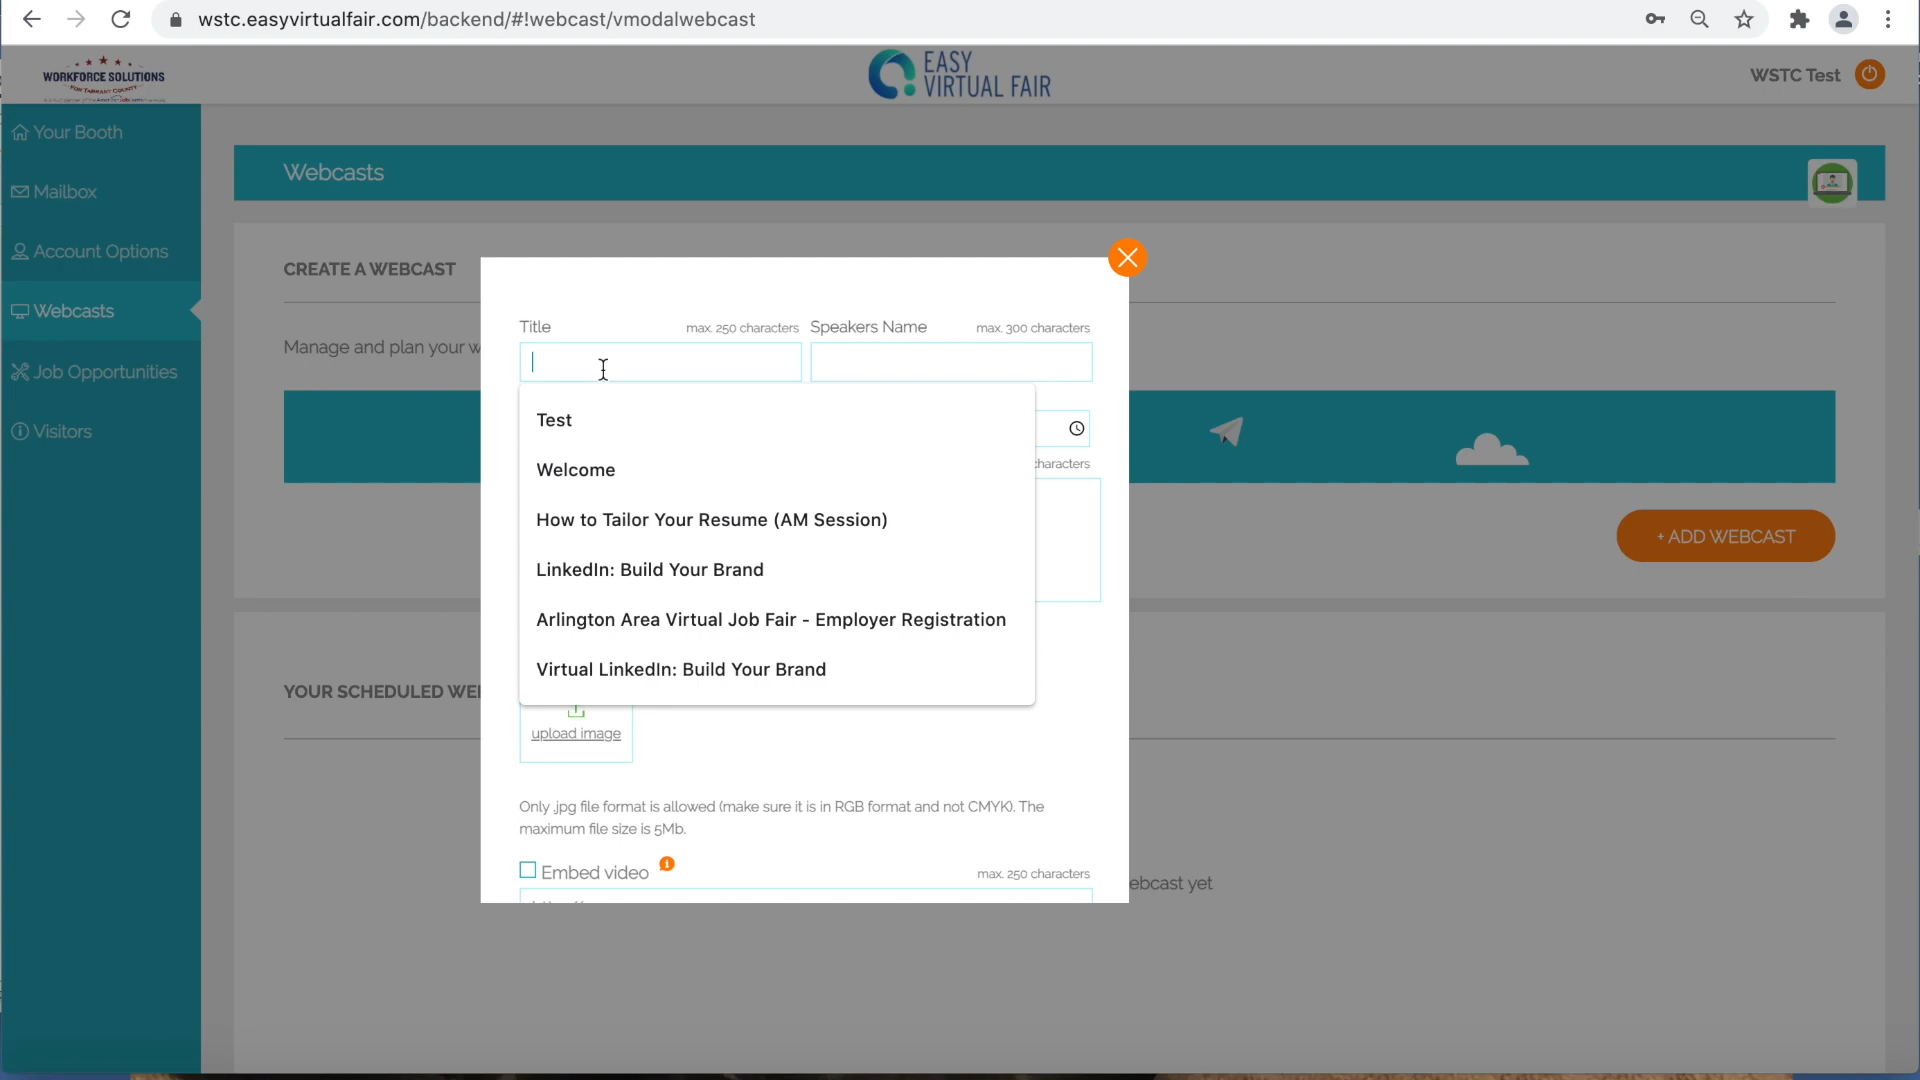 wstc.easyvirtualfair.com/backend/#!webcast/vmodalwebcast
WORKFORCE SOLUTIONS
FOR TARRANT COUNTY
EASY
VIRTUAL FAIR
WSTC Test
Your Booth
Mailbox
Account Options
Webcasts
Job Opportunities
Visitors
Webcasts
CREATE A WEBCAST
Manage and plan your w
+ ADD WEBCAST
YOUR SCHEDULED WE
ebcast yet
Title max. 250 characters
Speakers Name max. 300 characters
Test
Welcome
How to Tailor Your Resume (AM Session)
LinkedIn: Build Your Brand
Arlington Area Virtual Job Fair - Employer Registration
Virtual LinkedIn: Build Your Brand
characters
upload image
Only .jpg file format is allowed (make sure it is in RGB format and not CMYK). The
maximum file size is 5Mb.
Embed video max. 250 characters